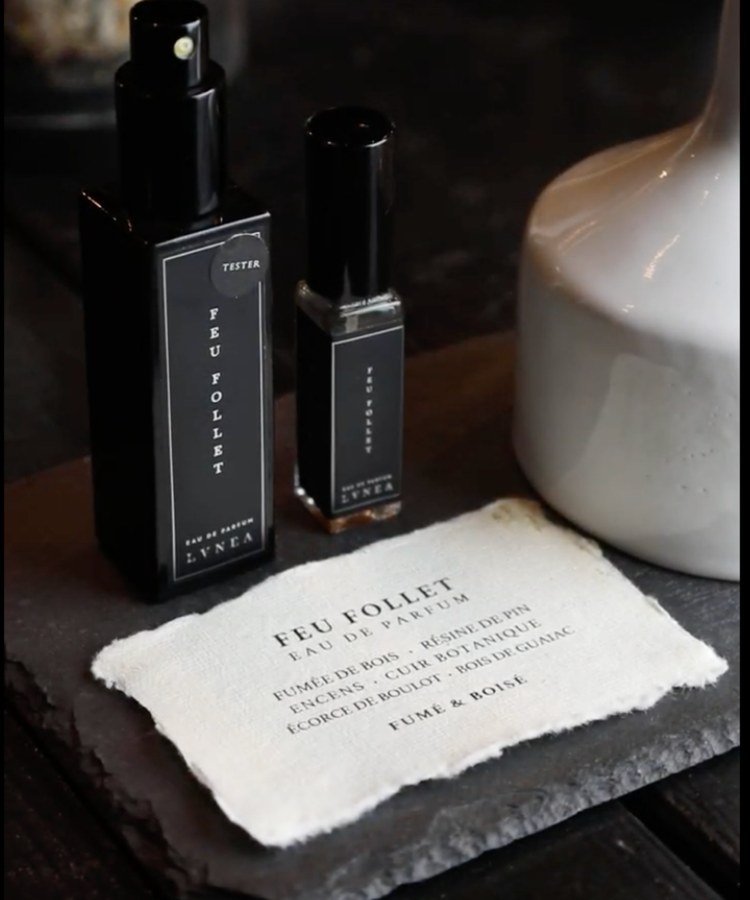 TESTER
FEU FOLLET
EAU DE PARFUM
LVNEA
FEU FOLLET
EAU DE PARFUM
LVNEA
FEU FOLLET
EAU DE PARFUM
FUMÉE DE BOIS · RÉSINE DE PIN
ENCENS · CUIR BOTANIQUE
ÉCORCE DE BOULOT · BOIS DE GUAIAC
FUMÉ & BOISÉ